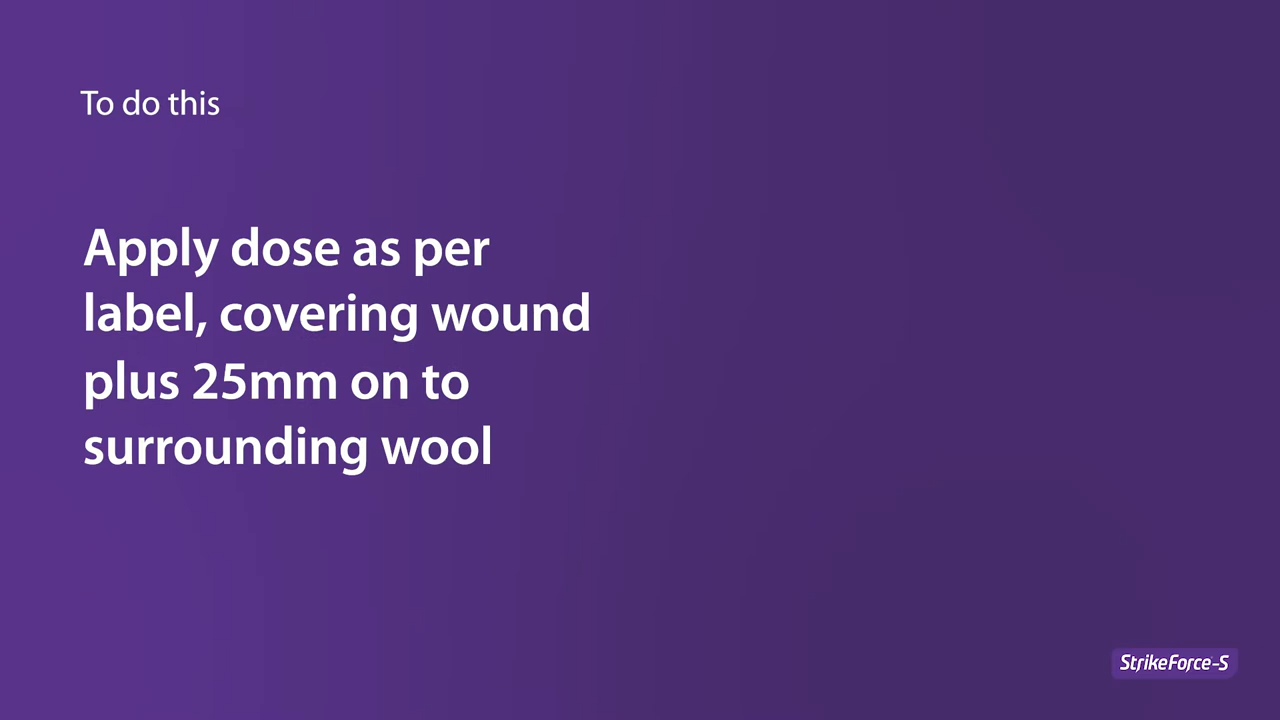 To do this
Apply dose as per
label, covering wound
plus 25mm on to
surrounding wool
StrikeForce-S